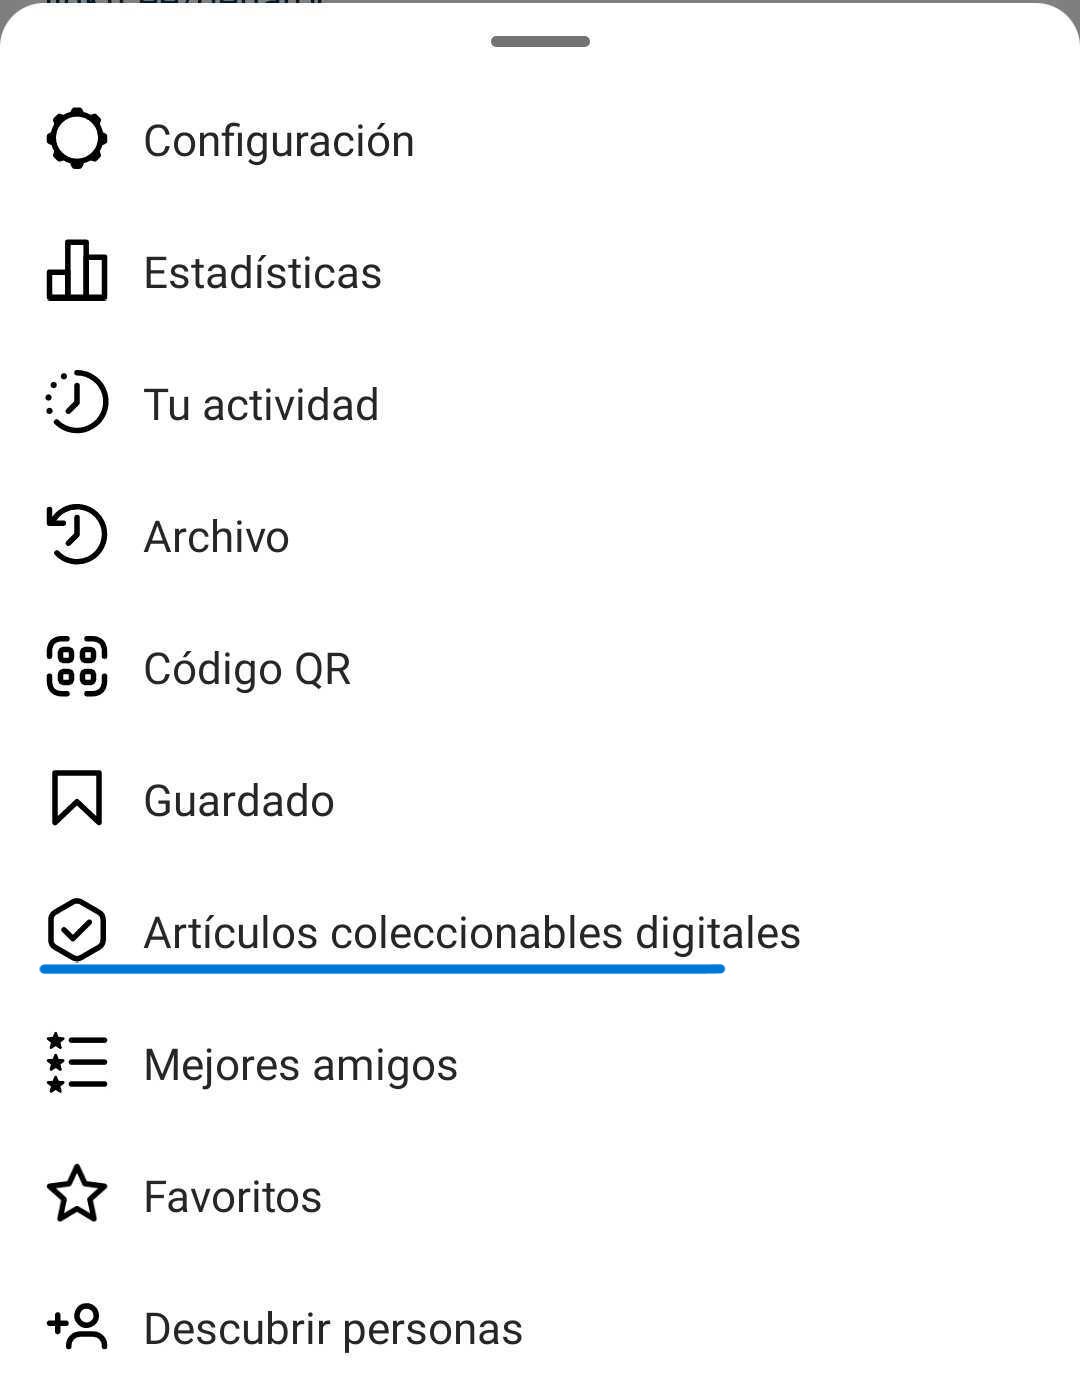 Configuración
Estadísticas
Tu actividad
Archivo
Código QR
Guardado
Artículos coleccionables digitales
Mejores amigos
Favoritos
Descubrir personas